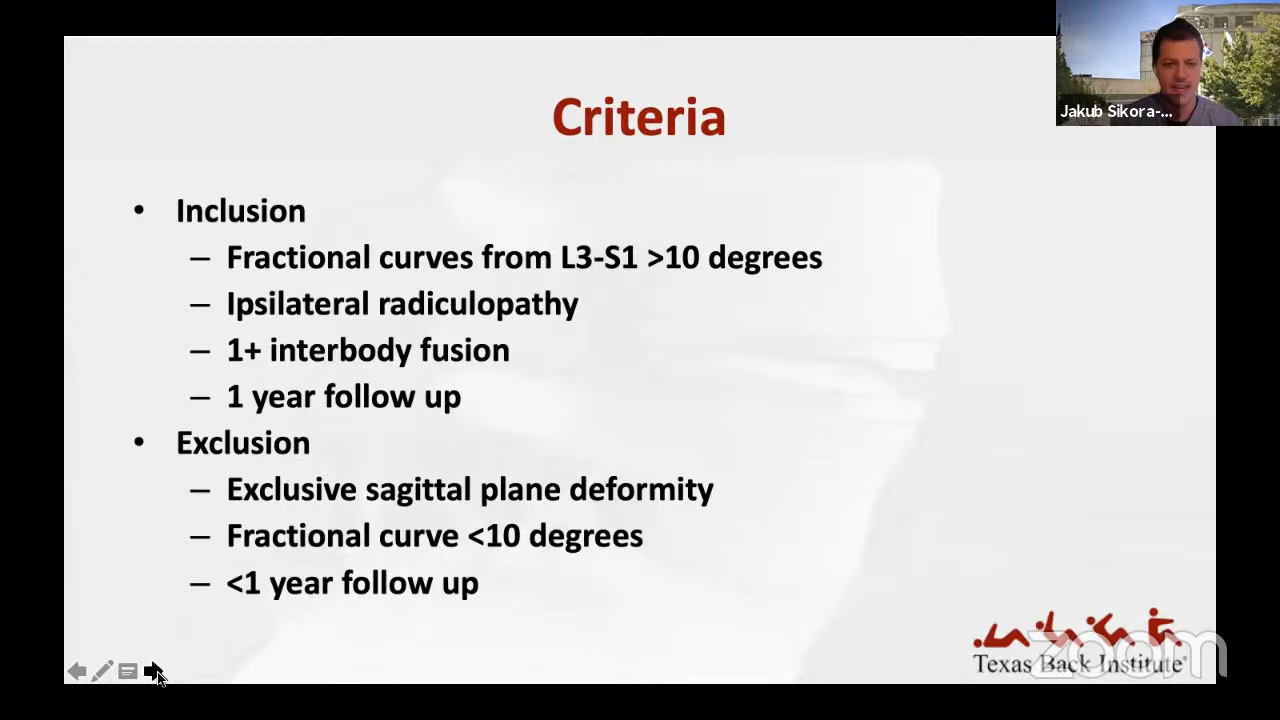 Criteria
Jakub Sikora-...
• Inclusion
– Fractional curves from L3-S1 >10 degrees
– Ipsilateral radiculopathy
– 1+ interbody fusion
– 1 year follow up
• Exclusion
– Exclusive sagittal plane deformity
– Fractional curve <10 degrees
– <1 year follow up
Texas Back Institute®
zoom